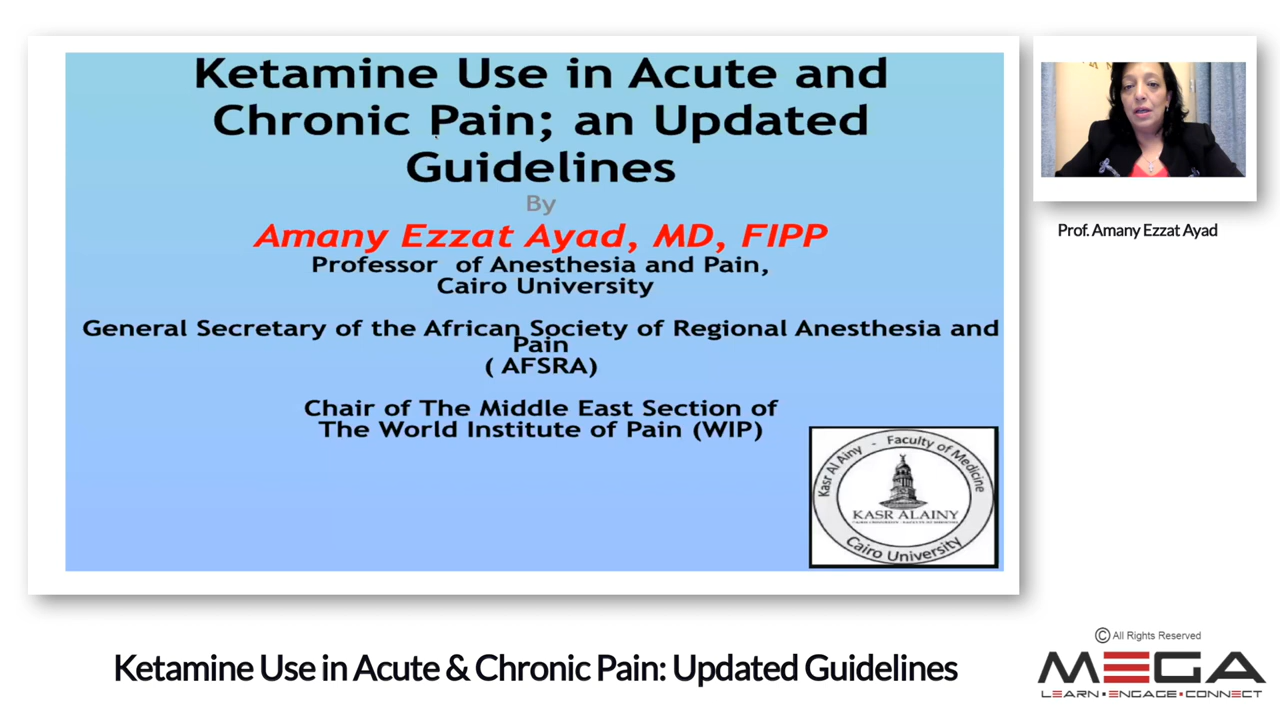 Ketamine Use in Acute and
Chronic Pain; an Updated
Guidelines
By
Amany Ezzat Ayad, MD, FIPP
Professor of Anesthesia and Pain,
Cairo University
General Secretary of the African Society of Regional Anesthesia and
Pain
( AFSRA)
Chair of The Middle East Section of
The World Institute of Pain (WIP)
Kasr Al Ainy - Faculty of Medicine
KASR ALAINY
Cairo University
Prof. Amany Ezzat Ayad
Ketamine Use in Acute & Chronic Pain: Updated Guidelines
© All Rights Reserved
MEGA
LEARN•ENGAGE•CONNECT